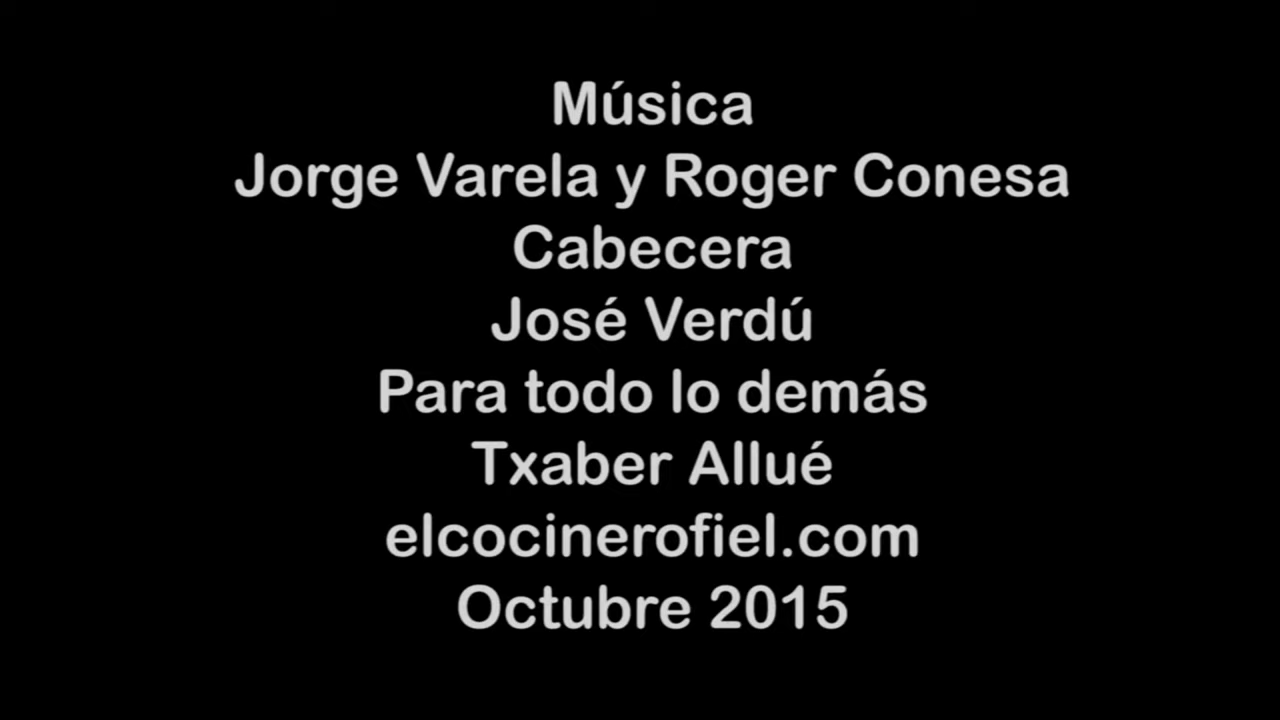 Música
Jorge Varela y Roger Conesa
Cabecera
José Verdú
Para todo lo demás
Txaber Allué
elcocinerofiel.com
Octubre 2015